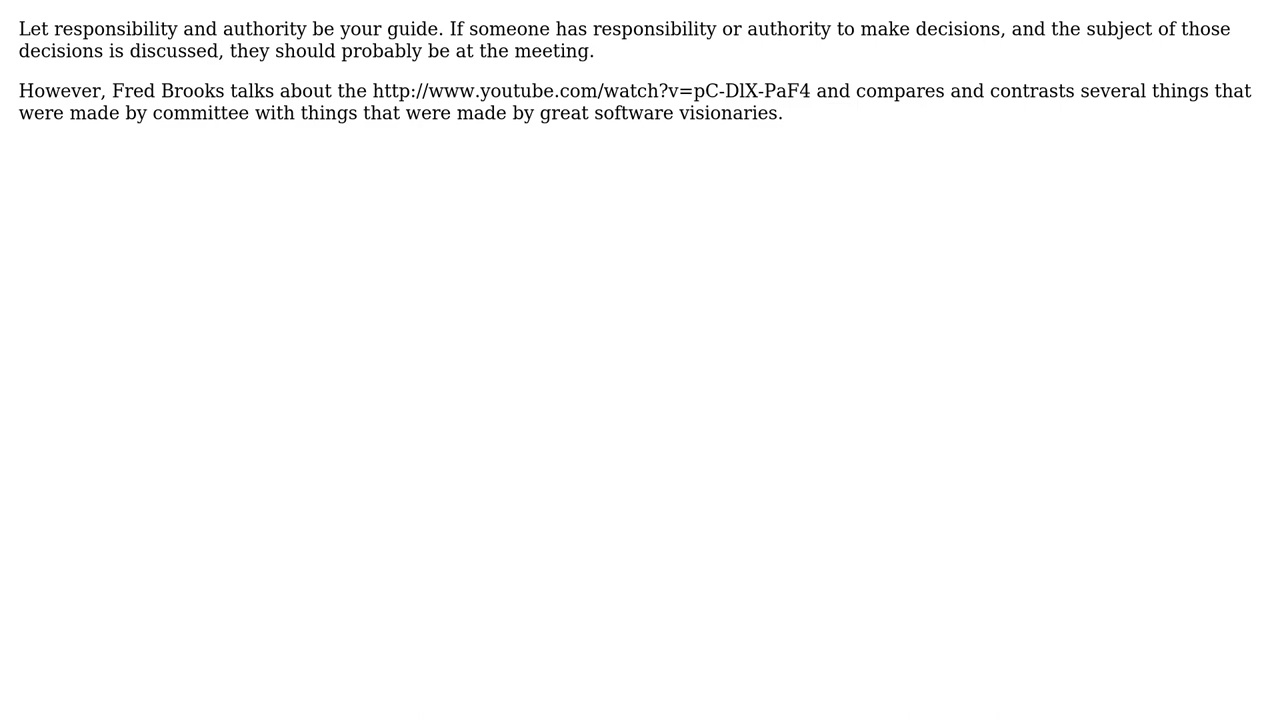 Let responsibility and authority be your guide. If someone has responsibility or authority to make decisions, and the subject of those
decisions is discussed, they should probably be at the meeting.
However, Fred Brooks talks about the http://www.youtube.com/watch?v=pC-DlX-PaF4 and compares and contrasts several things that
were made by committee with things that were made by great software visionaries.